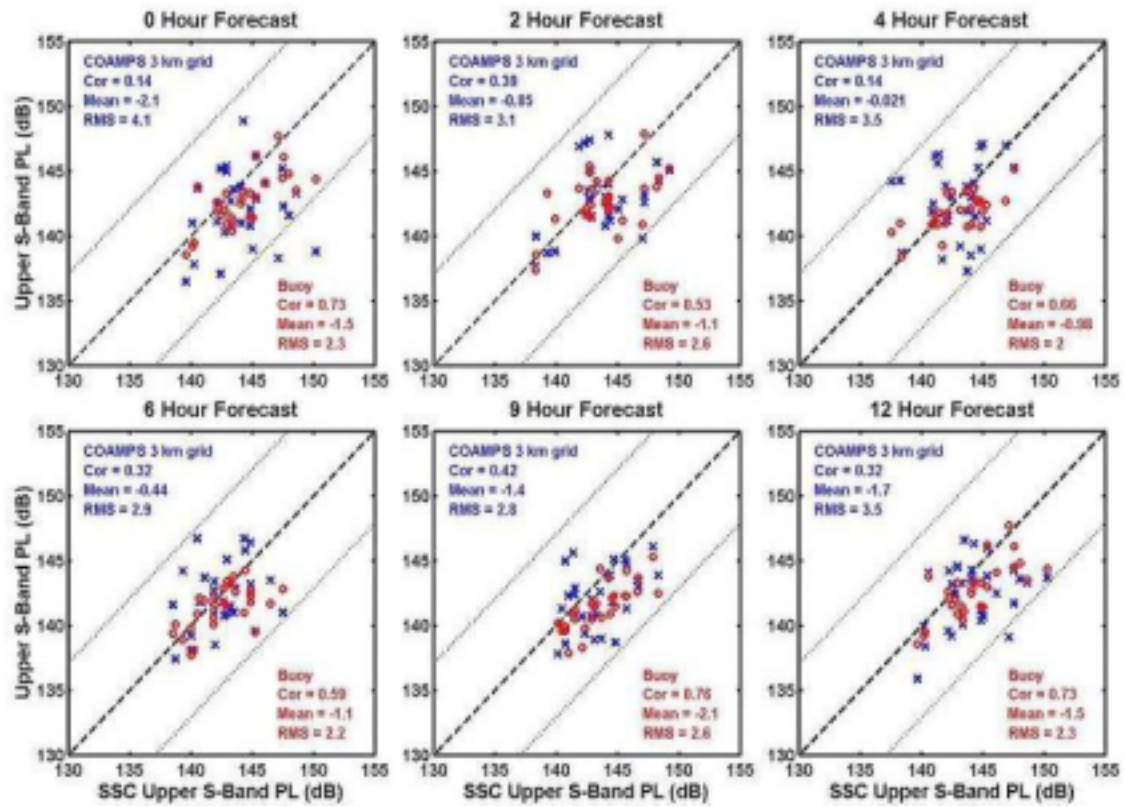 0 Hour Forecast
COAMPS 3 km grid
Cor = 0.14
Mean = -2.1
RMS = 4.1
Buoy
Cor = 0.73
Mean = -1.5
RMS = 2.3
Upper S-Band PL (dB)
155
150
145
140
135
130
130 135 140 145 150 155
2 Hour Forecast
COAMPS 3 km grid
Mean = -0.85
RMS = 3.1
Buoy
Cor = 0.53
Mean = -1.1
RMS = 2.6
155
150
145
140
135
130
130 135 140 145 150 155
4 Hour Forecast
COAMPS 3 km grid
Cor = 0.14
Mean = -0.021
RMS = 3.5
Buoy
Cor = 0.66
Mean = -0.98
RMS = 2
155
150
145
140
135
130
130 135 140 145 150 155
6 Hour Forecast
COAMPS 3 km grid
Cor = 0.32
Mean = -0.44
RMS = 2.9
Buoy
Cor = 0.59
Mean = -1.1
RMS = 2.2
Upper S-Band PL (dB)
155
150
145
140
135
130
130 135 140 145 150 155
SSC Upper S-Band PL (dB)
9 Hour Forecast
COAMPS 3 km grid
Cor = 0.42
Mean = -1.4
RMS = 2.8
Buoy
Cor = 0.76
Mean = -2.1
RMS = 2.6
155
150
145
140
135
130
130 135 140 145 150 155
SSC Upper S-Band PL (dB)
12 Hour Forecast
COAMPS 3 km grid
Cor = 0.32
Mean = -1.7
RMS = 3.5
Buoy
Cor = 0.73
Mean = -1.5
RMS = 2.3
155
150
145
140
135
130
130 135 140 145 150 155
SSC Upper S-Band PL (dB)